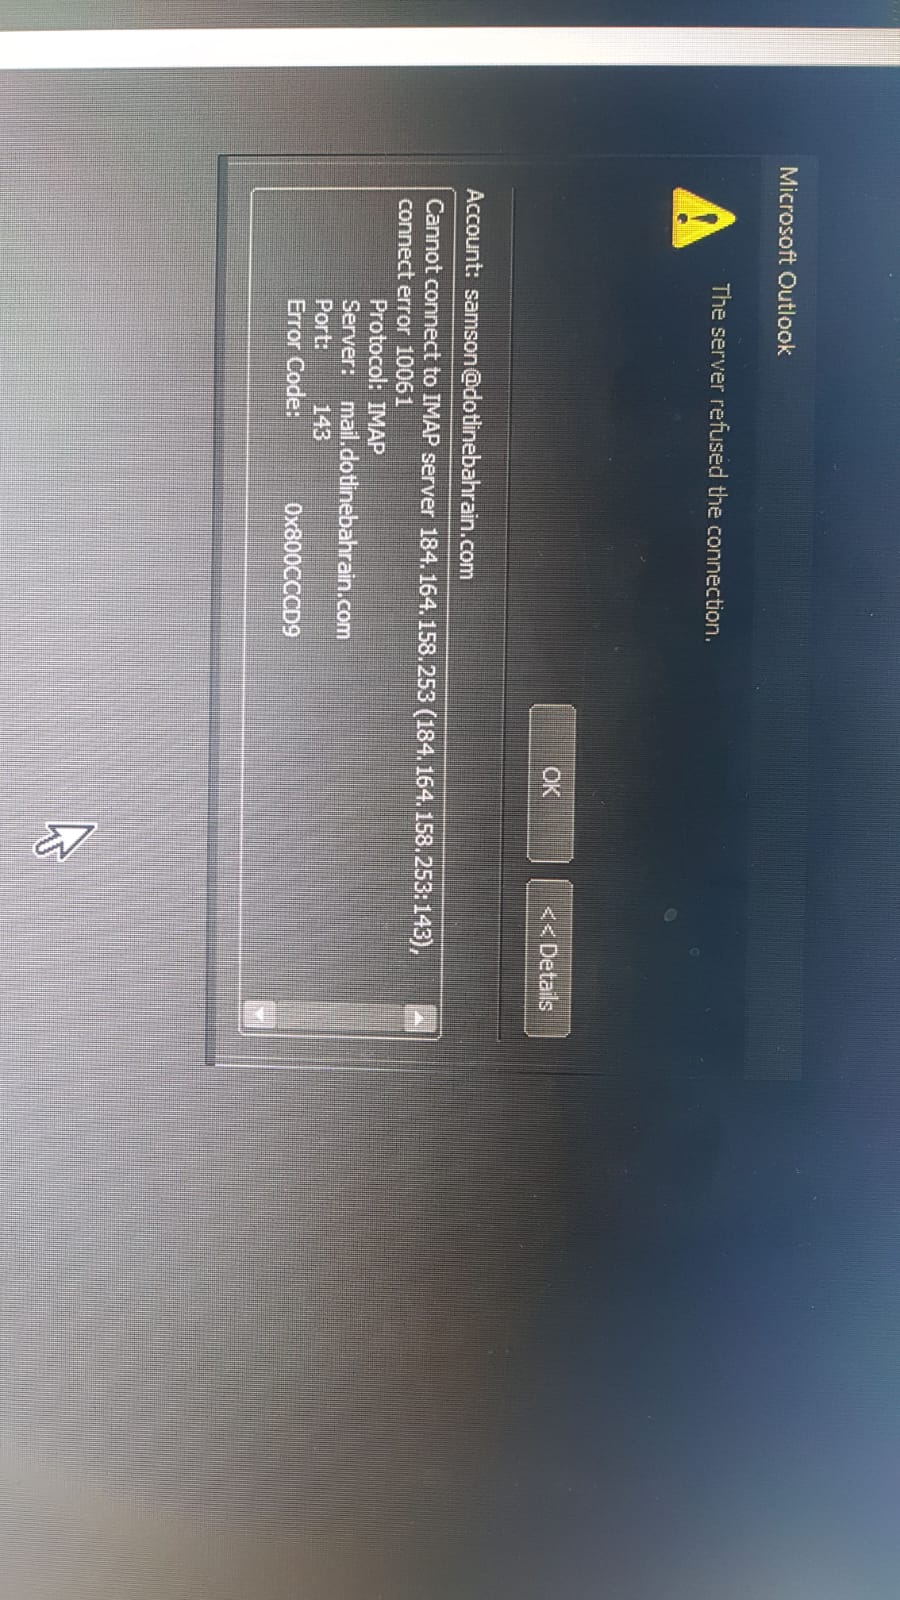 Microsoft Outlook
The server refused the connection.
OK
<< Details
Account: samson@dotlinebahrain.com
Cannot connect to IMAP server 184.164.158.253 (184.164.158.253:143),
connect error 10061
Protocol: IMAP
Server: mail.dotlinebahrain.com
Port: 143
Error Code: 0x800CCCD9